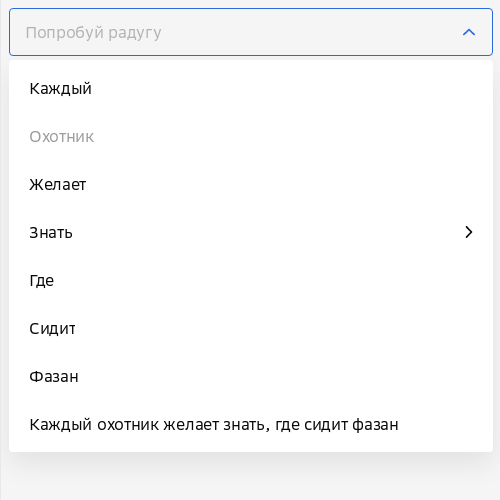 Попробуй радугу
Каждый
Охотник
Желает
Знать
Где
Сидит
Фазан
Каждый охотник желает знать, где сидит фазан